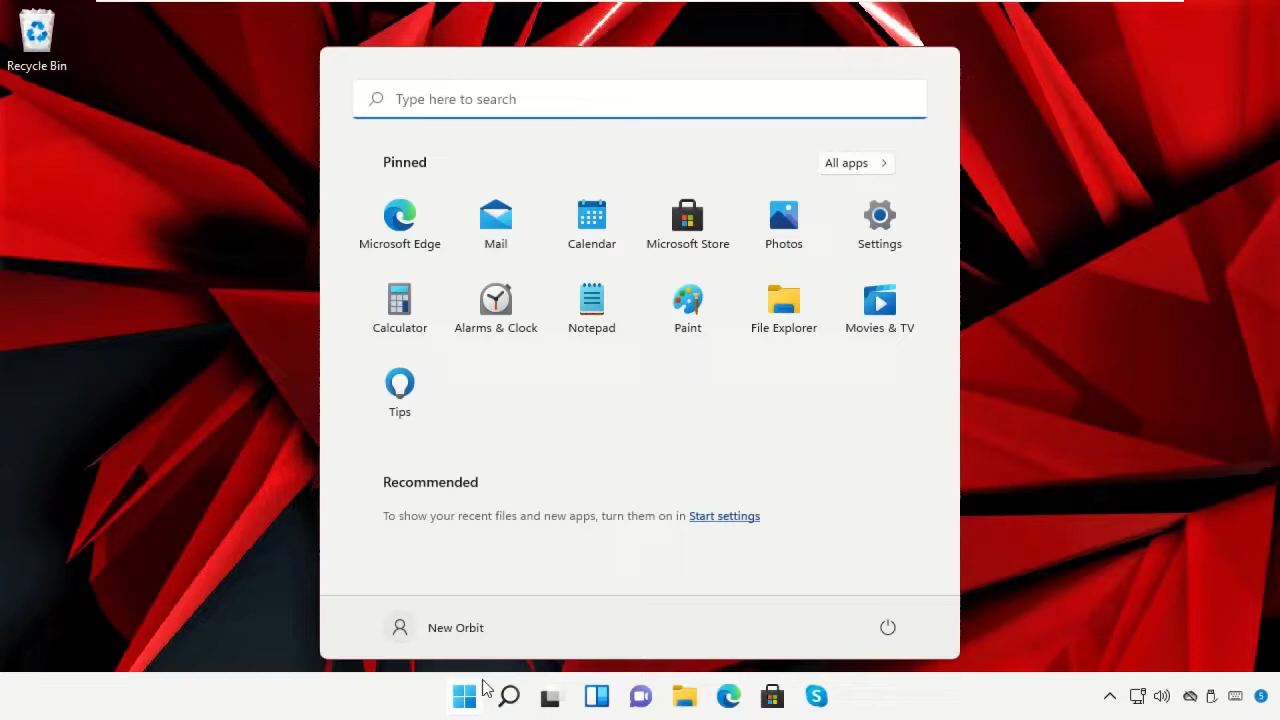 Recycle Bin
Type here to search
Pinned
All apps
Microsoft Edge
Mail
Calendar
Microsoft Store
Photos
Settings
Calculator
Alarms & Clock
Notepad
Paint
File Explorer
Movies & TV
Tips
Recommended
To show your recent files and new apps, turn them on in Start settings
New Orbit
5